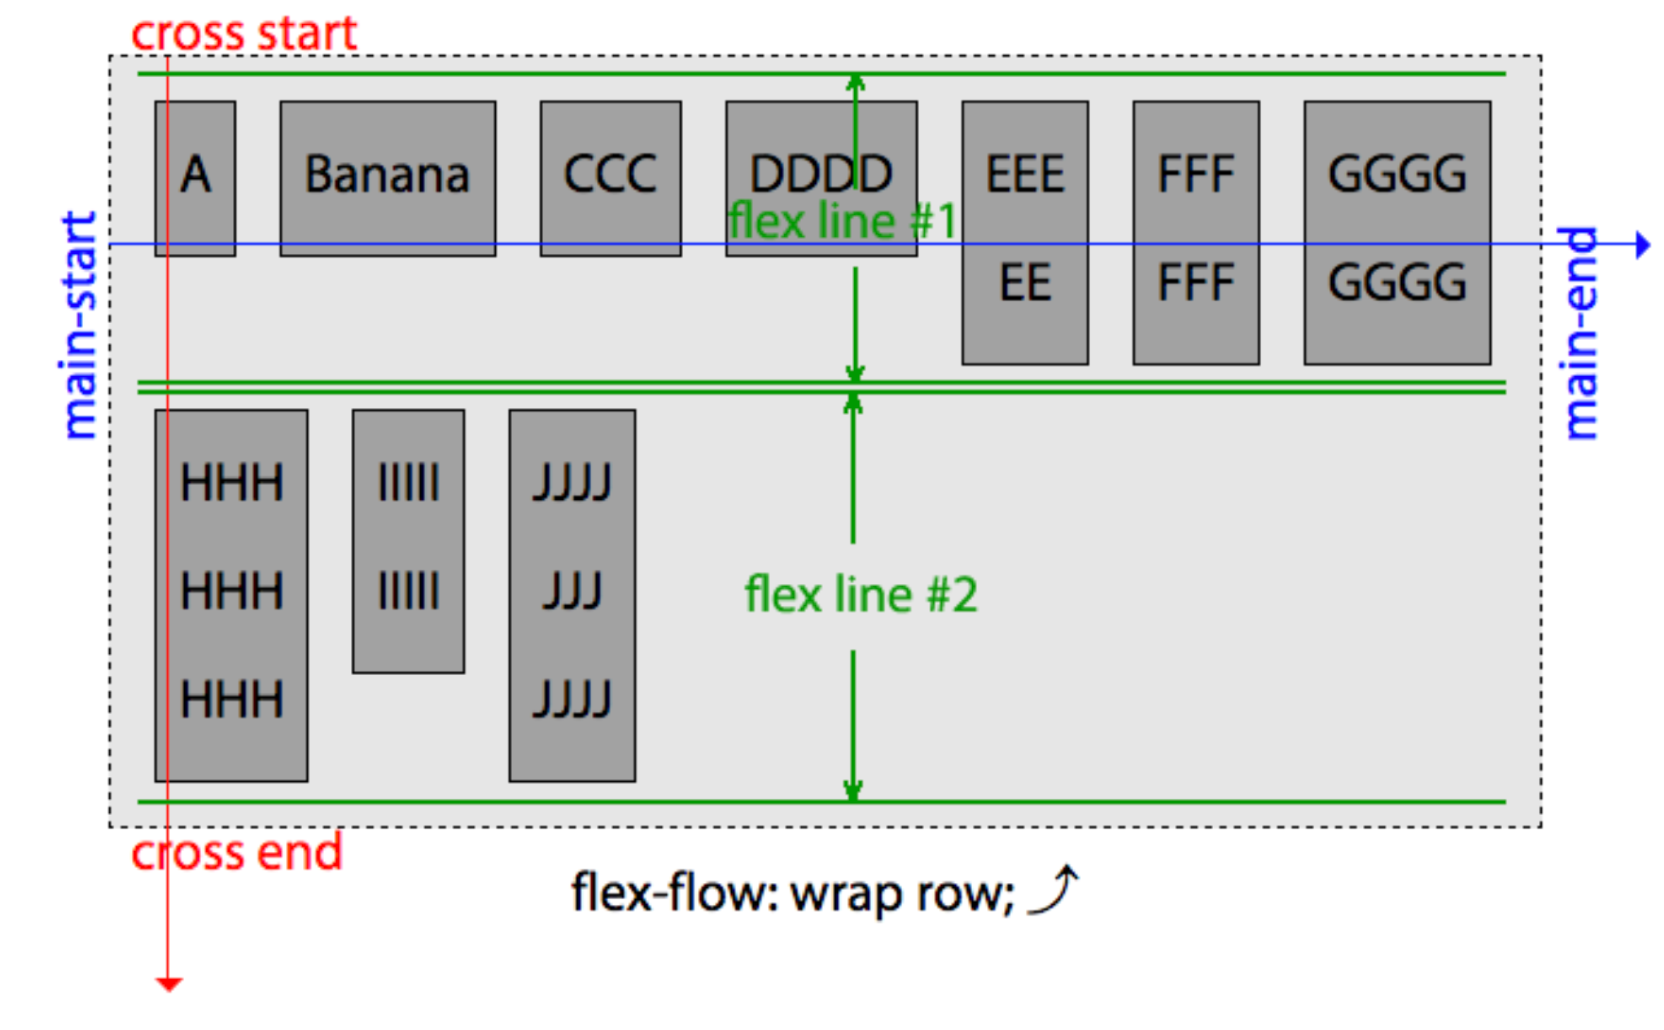 cross start
A
Banana
CCC
DDDD
EEE
EE
FFF
FFF
GGGG
GGGG
flex line #1
main-start
main-end
HHH
HHH
HHH
IIIII
IIIII
JJJJ
JJJ
JJJJ
flex line #2
cross end
flex-flow: wrap row;